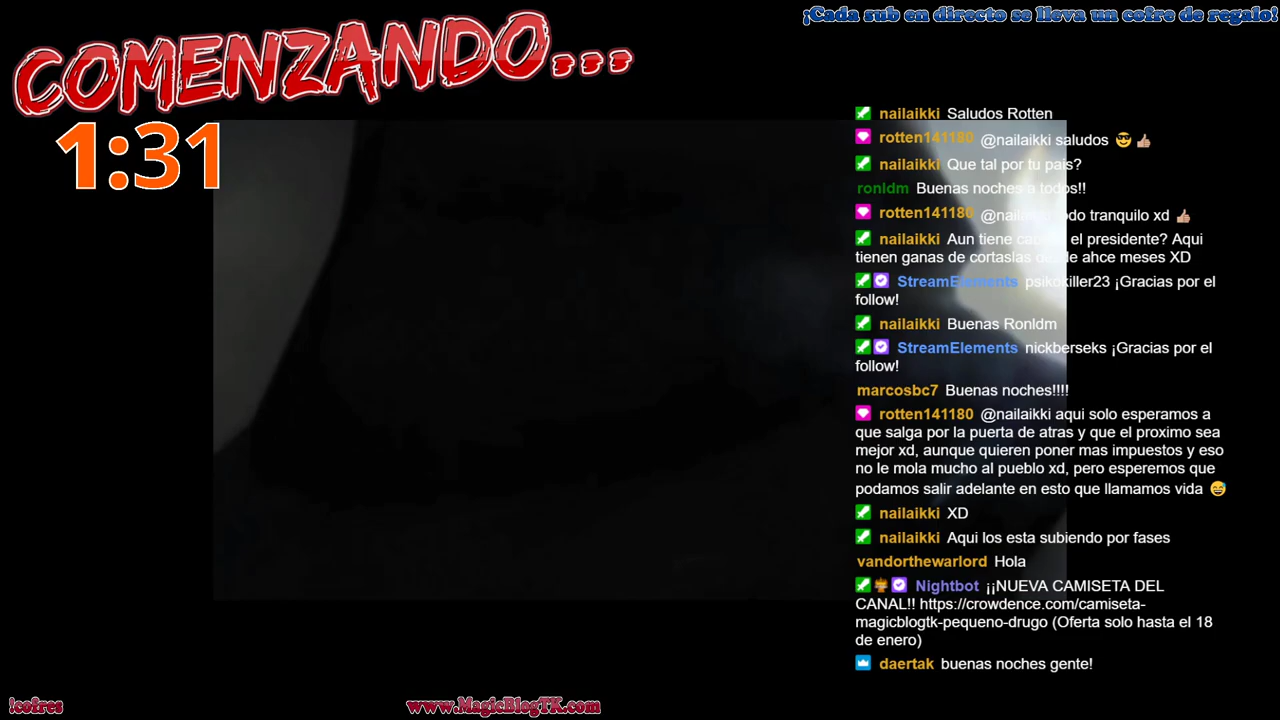 ¡Cada sub en directo se lleva un cofre de regalo!
COMENZANDO...
1:31
nailaikki Saludos Rotten
rotten141180 @nailaikki saludos 😎 👍🏼
nailaikki Que tal por tu pais?
ronldm Buenas noches a todos!!
rotten141180 tranquilo xd 👍🏼
nailaikki Aun tiene el presidente? Aqui
tienen ganas de cortaslas ahce meses XD
StreamElements psikokiller23 ¡Gracias por el
follow!
nailaikki Buenas Ronldm
StreamElements nickberseks ¡Gracias por el
follow!
marcosbc7 Buenas noches!!!!
rotten141180 @nailaikki aqui solo esperamos a
que salga por la puerta de atras y que el proximo sea
mejor xd, aunque quieren poner mas impuestos y eso
no le mola mucho al pueblo xd, pero esperemos que
podamos salir adelante en esto que llamamos vida 😅
nailaikki XD
nailaikki Aqui los esta subiendo por fases
vandorthewarlord Hola
Nightbot ¡¡NUEVA CAMISETA DEL
CANAL!! https://crowdence.com/camiseta-
magicblogtk-pequeno-drugo (Oferta solo hasta el 18
de enero)
daertak buenas noches gente!
!cofres
www.MagicBlogTK.com